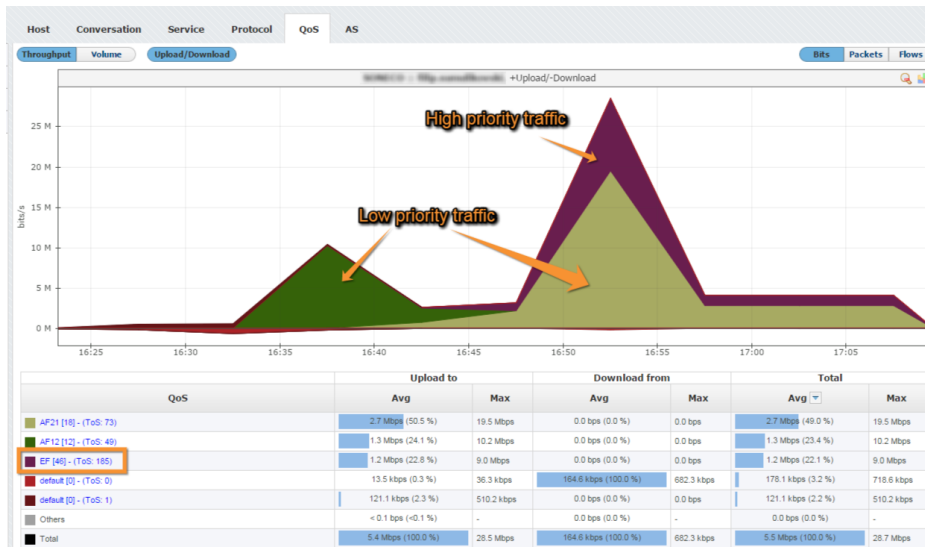 Host Conversation Service Protocol QoS AS
Throughput Volume Upload/Download Bits Packets Flows
+Upload/-Download
High priority traffic
Low priority traffic
bits/s
25 M
20 M
15 M
10 M
5 M
0 M
16:25 16:30 16:35 16:40 16:45 16:50 16:55 17:00 17:05
Upload to Download from Total
QoS Avg Max Avg Max Avg Max
AF21 [18] - (ToS: 73) 2.7 Mbps (50.5 %) 19.5 Mbps 0.0 bps (0.0 %) 0.0 bps 2.7 Mbps (49.0 %) 19.5 Mbps
AF12 [12] - (ToS: 49) 1.3 Mbps (24.1 %) 10.2 Mbps 0.0 bps (0.0 %) 0.0 bps 1.3 Mbps (23.4 %) 10.2 Mbps
EF [46] - (ToS: 185) 1.2 Mbps (22.8 %) 9.0 Mbps 0.0 bps (0.0 %) 0.0 bps 1.2 Mbps (22.1 %) 9.0 Mbps
default [0] - (ToS: 0) 13.5 kbps (0.3 %) 36.3 kbps 164.6 kbps (100.0 %) 682.3 kbps 178.1 kbps (3.2 %) 718.6 kbps
default [0] - (ToS: 1) 121.1 kbps (2.3 %) 510.2 kbps 0.0 bps (0.0 %) 0.0 bps 121.1 kbps (2.2 %) 510.2 kbps
Others < 0.1 bps (<0.1 %) - 0.0 bps (0.0 %) - 0.0 bps (0.0 %) -
Total 5.4 Mbps (100.0 %) 28.5 Mbps 164.6 kbps (100.0 %) 682.3 kbps 5.5 Mbps (100.0 %) 28.7 Mbps